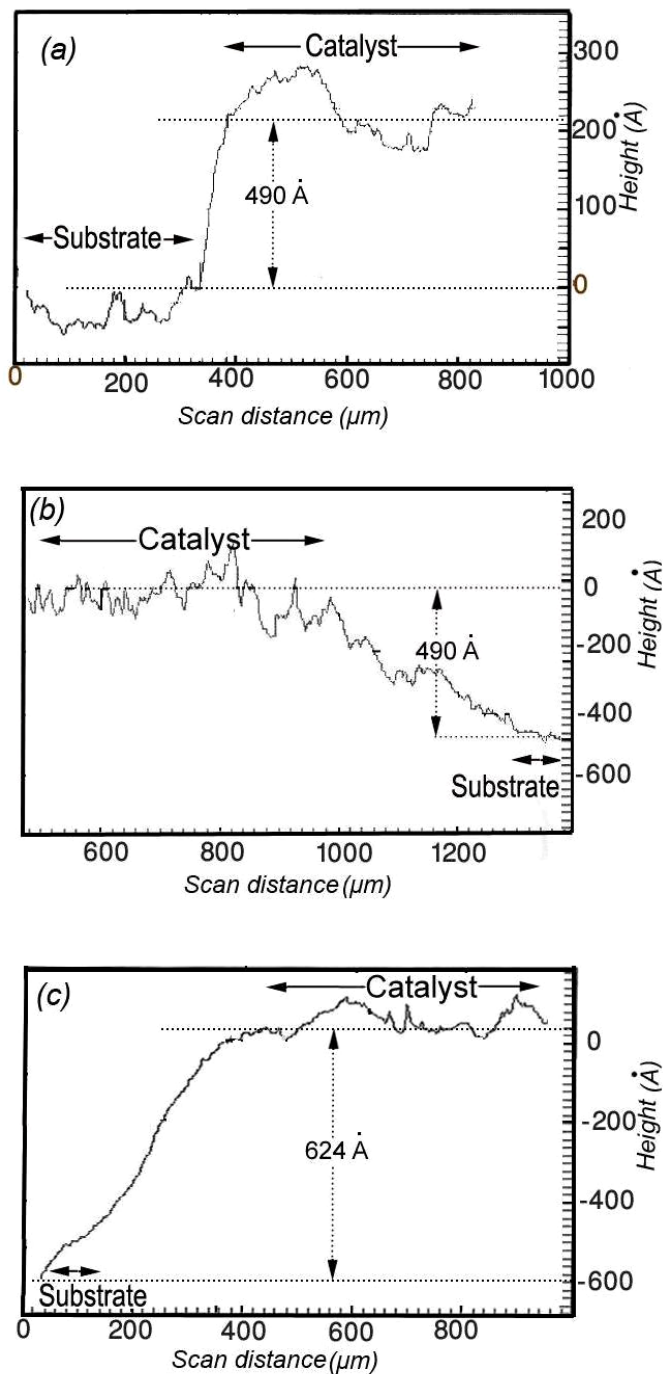 (a)
Catalyst
300
200
490 Å
Height (Å)
100
Substrate
0
0 200 400 600 800 1000
Scan distance (µm)
(b)
200
Catalyst
0
Height (Å)
-200
490 Å
-400
-600
Substrate
600 800 1000 1200
Scan distance (µm)
(c)
Catalyst
0
Height (Å)
-200
624 Å
-400
-600
Substrate
0 200 400 600 800
Scan distance (µm)